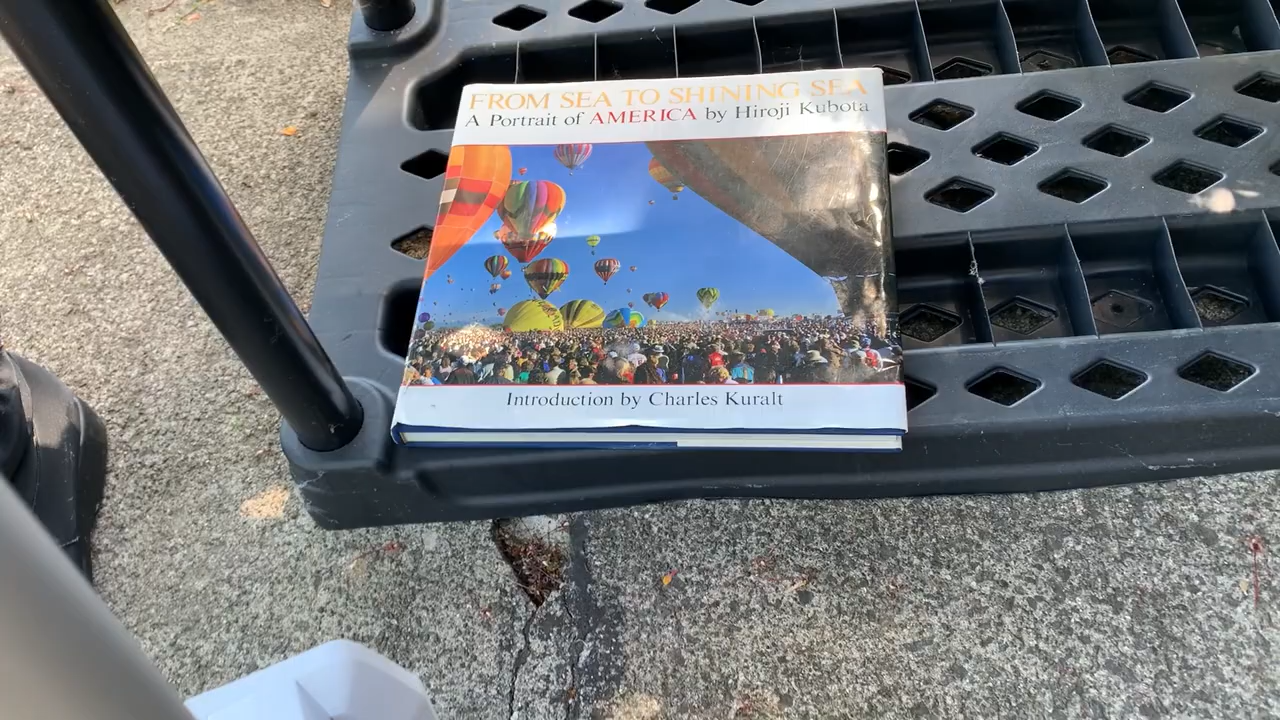 FROM SEA TO SHINING SEA
A Portrait of AMERICA by Hiroji Kubota
Introduction by Charles Kuralt